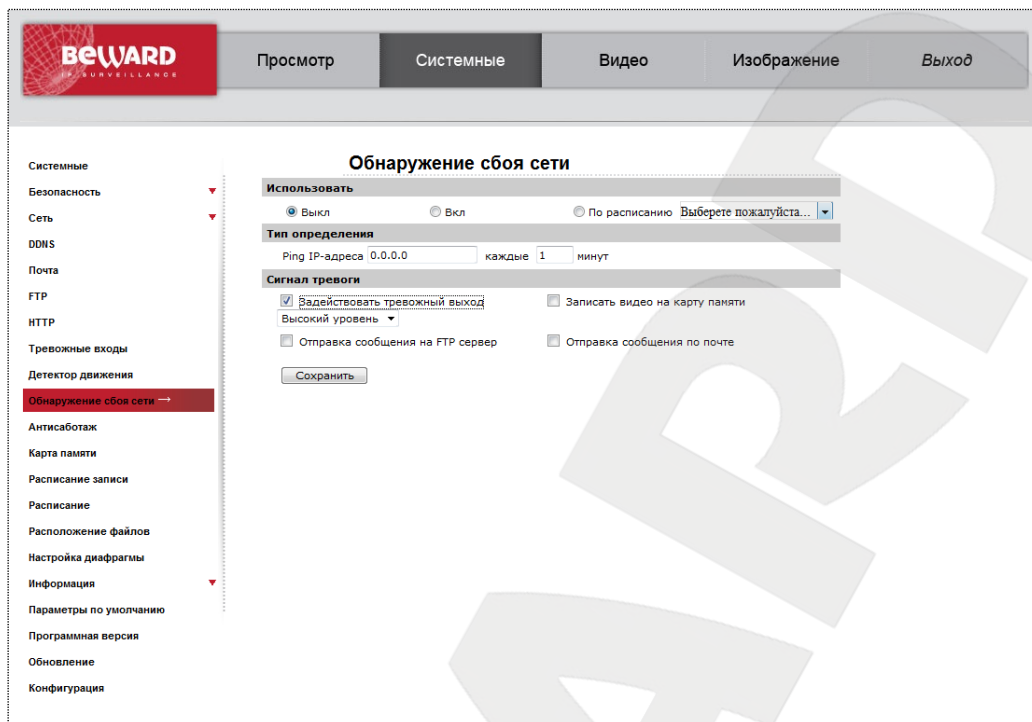 BEWARD
IP SURVEILLANCE
Просмотр
Системные
Видео
Изображение
Выход
Системные
Безопасность
Сеть
DDNS
Почта
FTP
HTTP
Тревожные входы
Детектор движения
Обнаружение сбоя сети →
Антисаботаж
Карта памяти
Расписание записи
Расписание
Расположение файлов
Настройка диафрагмы
Информация
Параметры по умолчанию
Программная версия
Обновление
Конфигурация
Обнаружение сбоя сети
Использовать
Выкл Вкл По расписанию Выберете пожалуйста...
Тип определения
Ping IP-адреса 0.0.0.0 каждые 1 минут
Сигнал тревоги
Задействовать тревожный выход Записать видео на карту памяти
Высокий уровень
Отправка сообщения на FTP сервер Отправка сообщения по почте
Сохранить